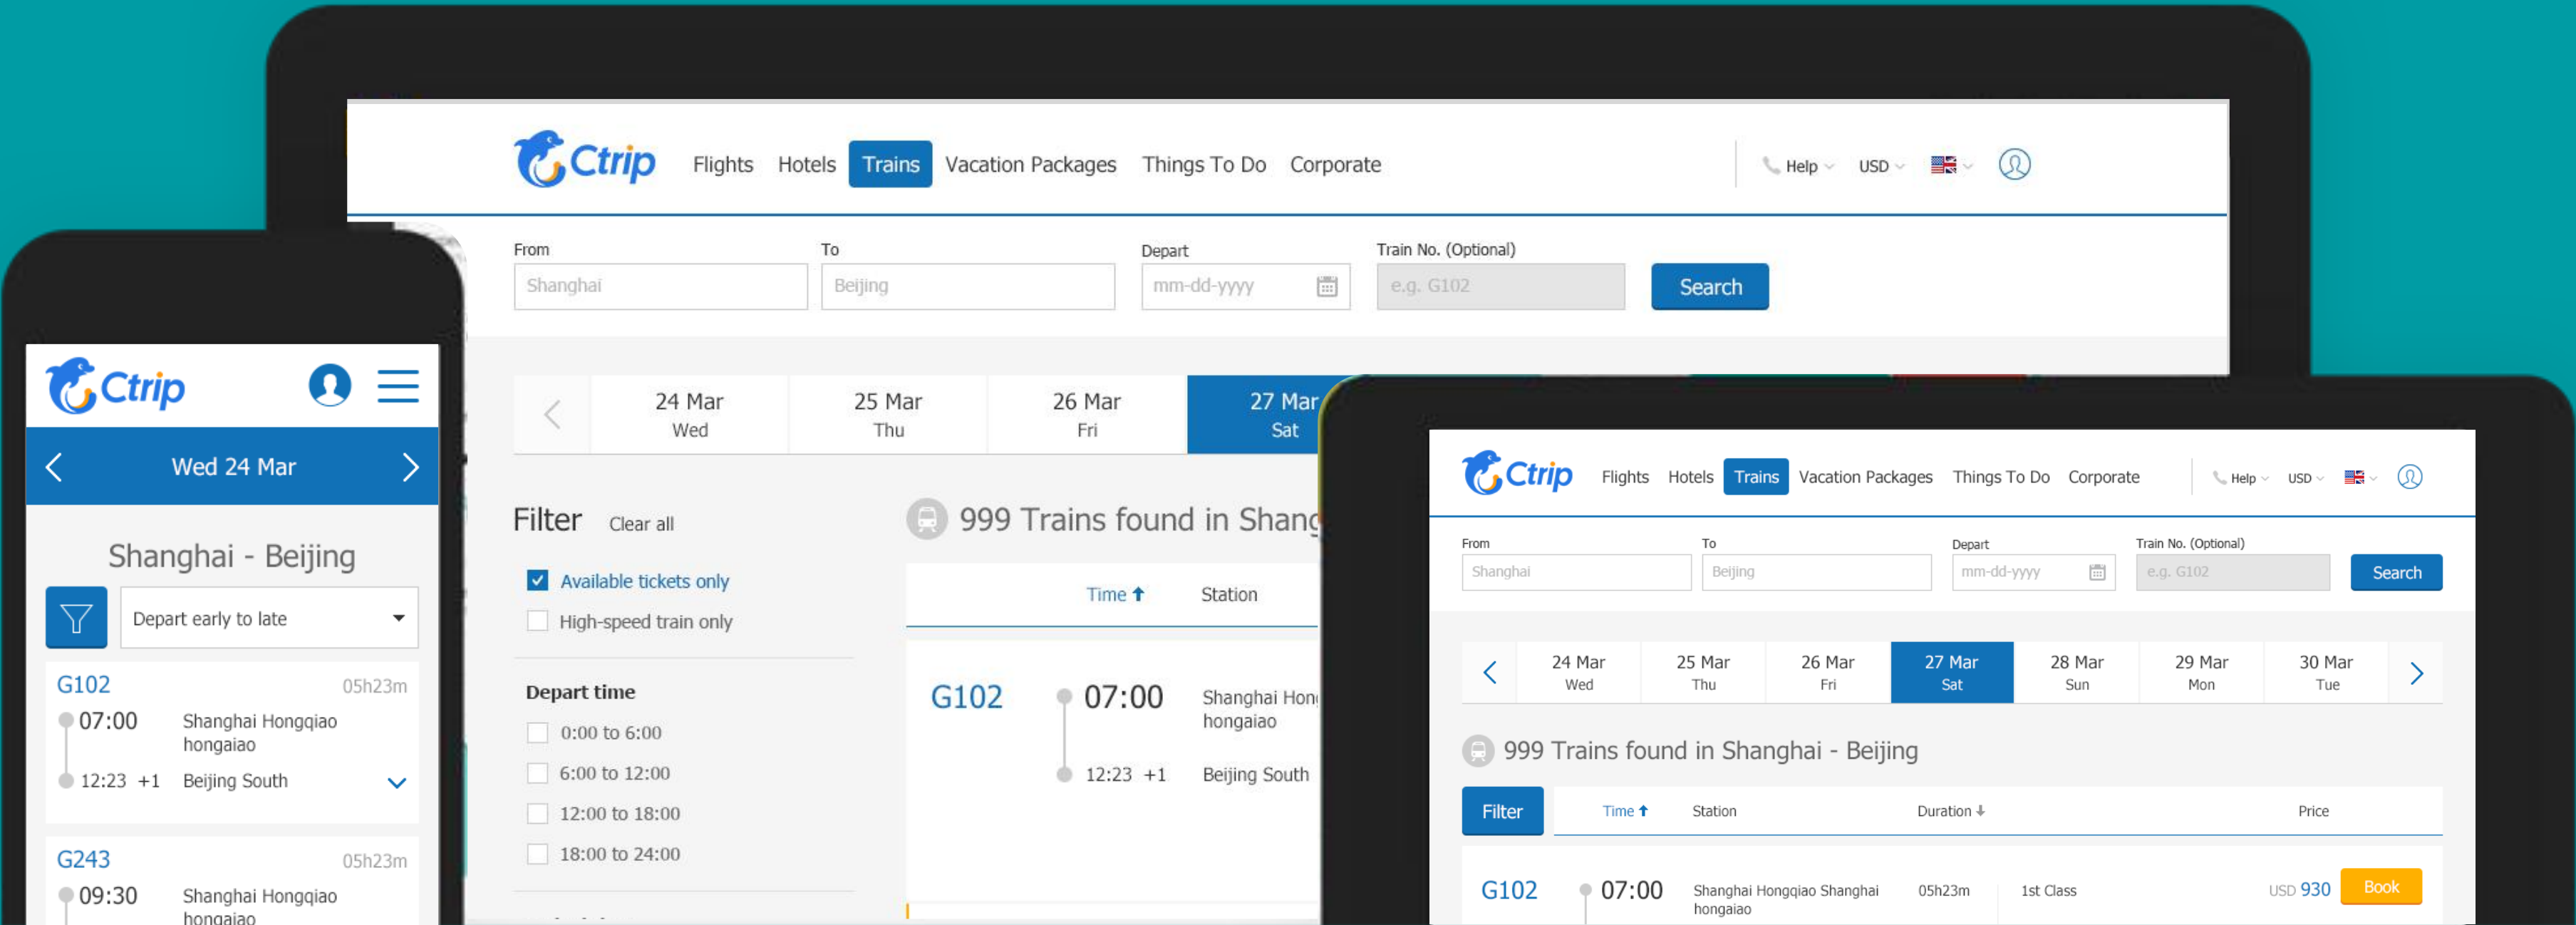 Ctrip Flights Hotels Trains Vacation Packages Things To Do Corporate Help USD
From To Depart Train No. (Optional)
Shanghai Beijing mm-dd-yyyy e.g. G102 Search
24 Mar 25 Mar 26 Mar 27 Mar
Wed Thu Fri Sat
Filter Clear all
Available tickets only
High-speed train only
Depart time
0:00 to 6:00
6:00 to 12:00
12:00 to 18:00
18:00 to 24:00
999 Trains found in Shang
Time Station
G102 07:00 Shanghai Hon
hongaiao
12:23 +1 Beijing South
Ctrip
Wed 24 Mar
Shanghai - Beijing
Depart early to late
G102 05h23m
07:00 Shanghai Hongqiao
hongaiao
12:23 +1 Beijing South
G243 05h23m
09:30 Shanghai Hongqiao
hongaiao
Ctrip Flights Hotels Trains Vacation Packages Things To Do Corporate Help USD
From To Depart Train No. (Optional)
Shanghai Beijing mm-dd-yyyy e.g. G102 Search
24 Mar 25 Mar 26 Mar 27 Mar 28 Mar 29 Mar 30 Mar
Wed Thu Fri Sat Sun Mon Tue
999 Trains found in Shanghai - Beijing
Filter Time Station Duration Price
G102 07:00 Shanghai Hongqiao Shanghai 05h23m 1st Class USD 930 Book
hongaiao